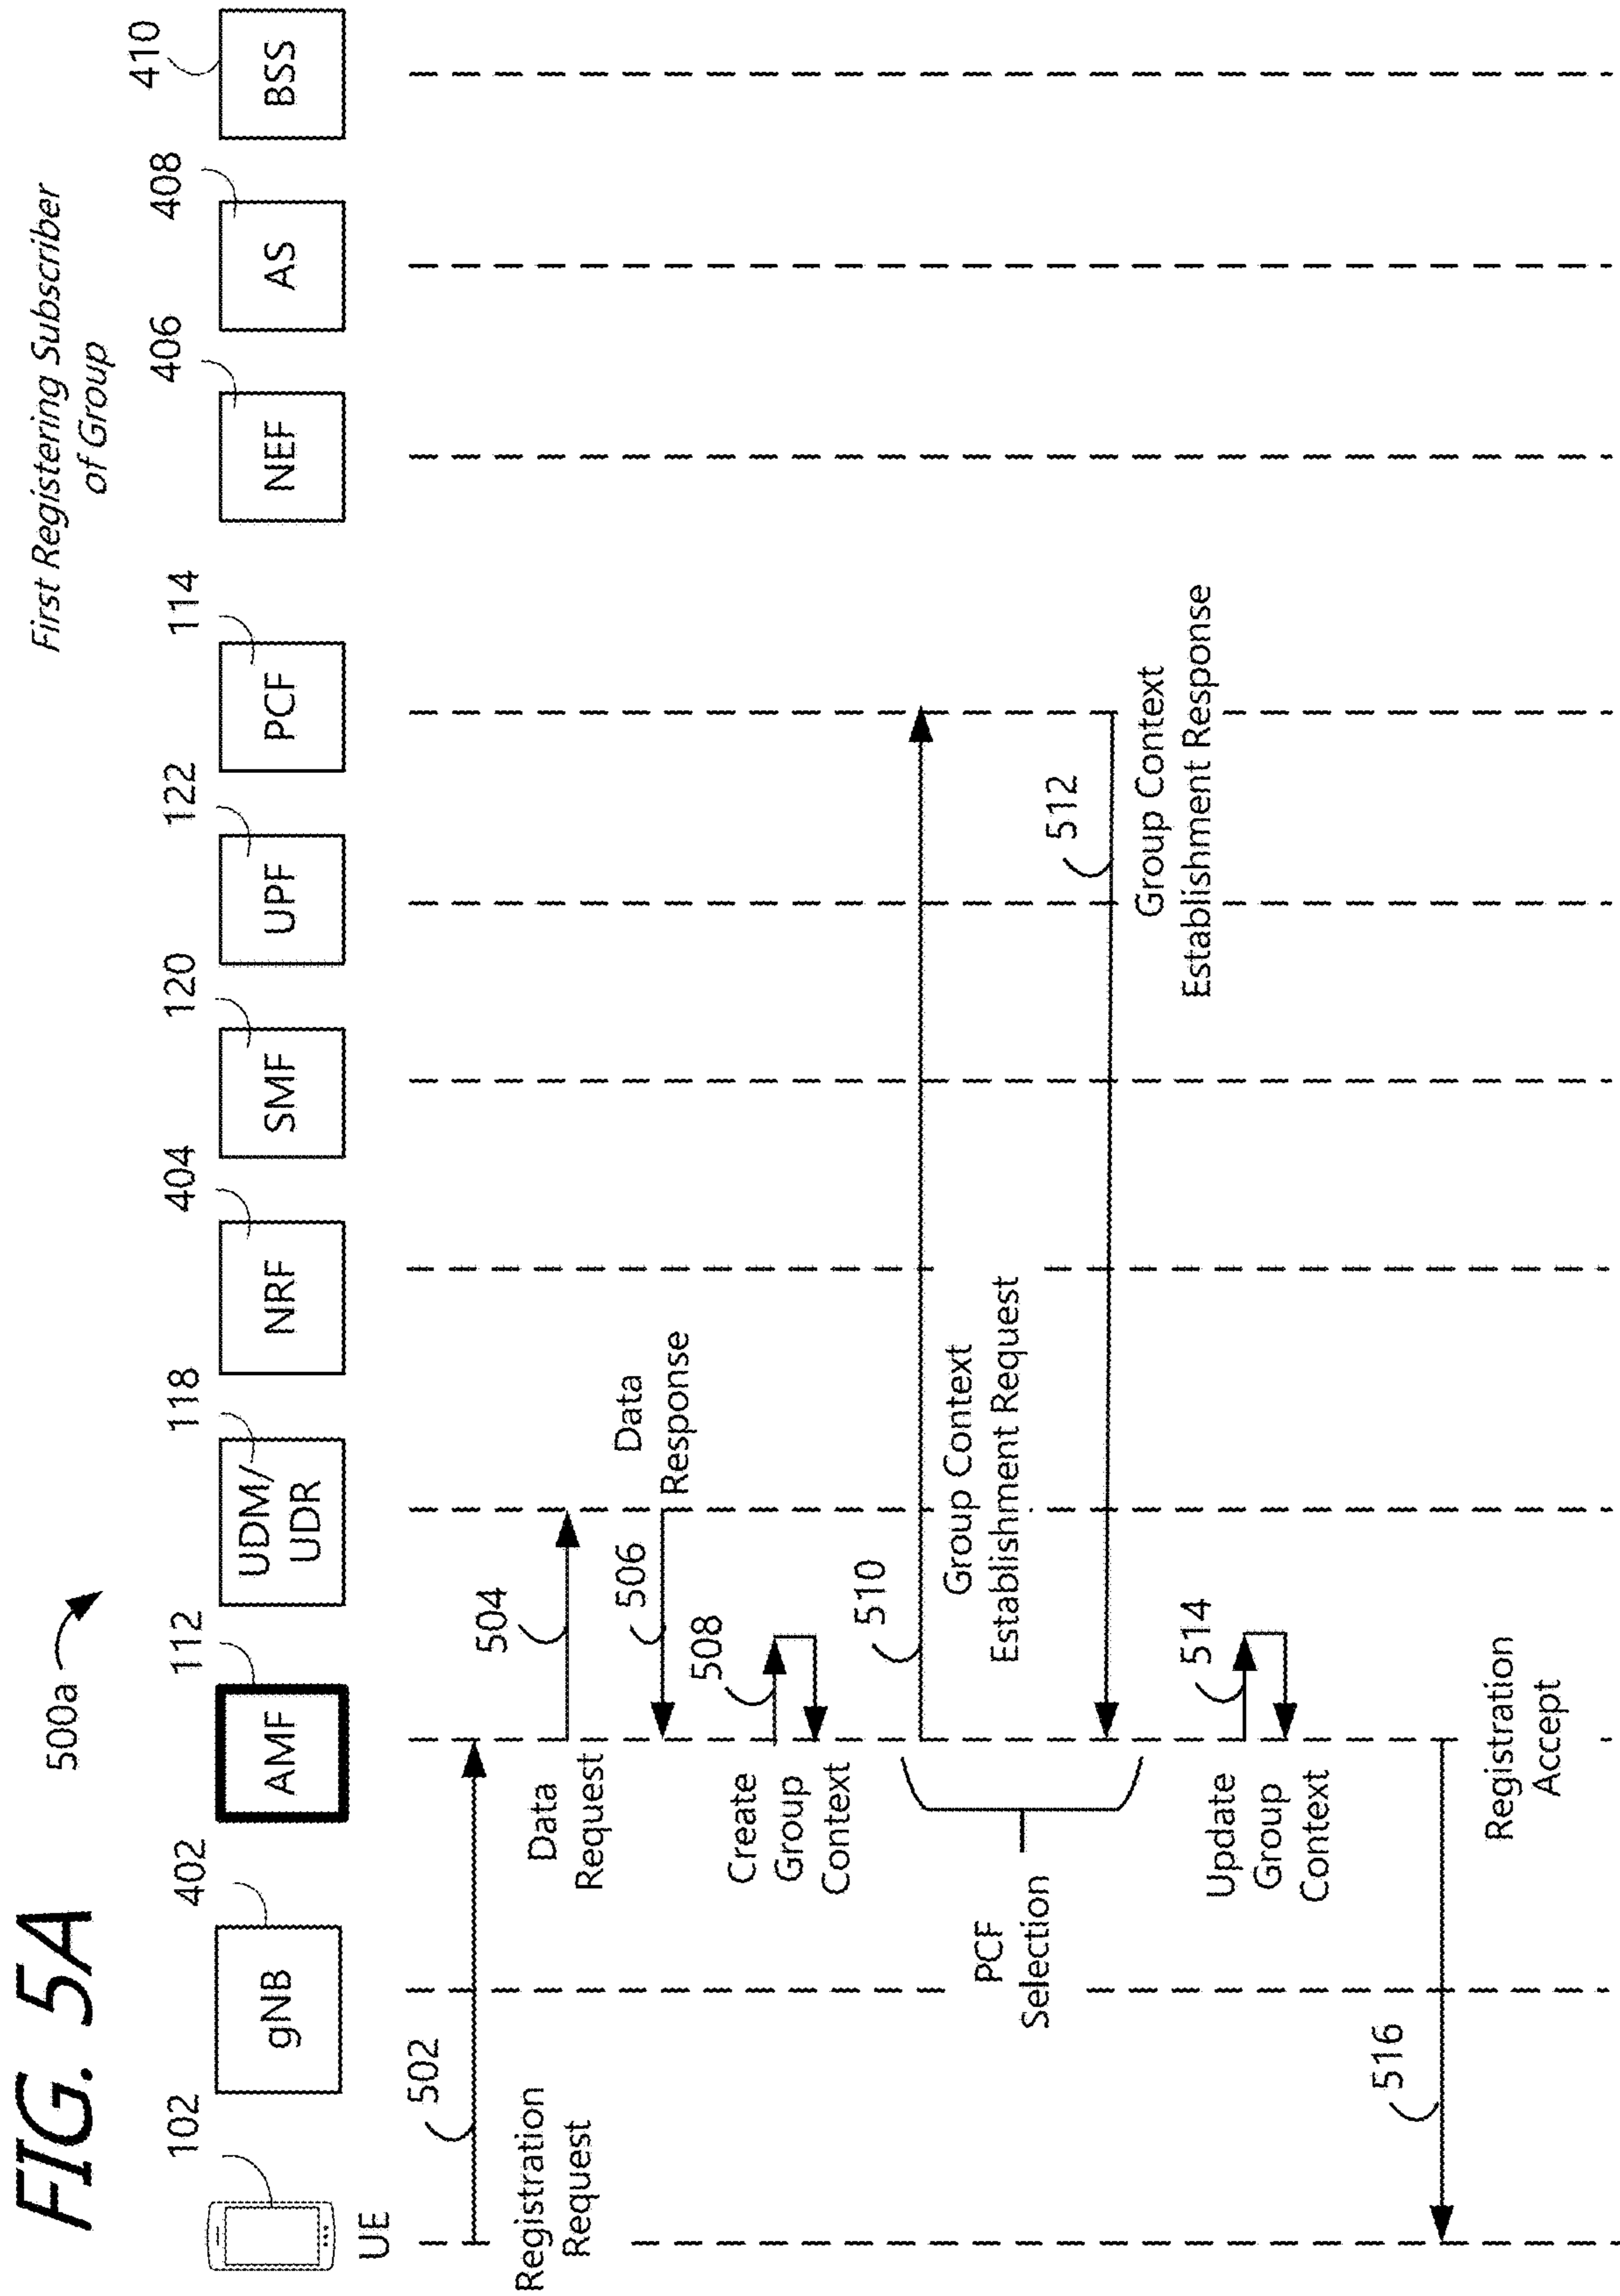 FIG. 5A
500a
First Registering Subscriber
of Group
102
402
112
118
404
120
122
114
406
408
410
UE
gNB
AMF
UDM/
UDR
NRF
SMF
UPF
PCF
NEF
AS
BSS
502
Registration
Request
504
Data
Request
506
Data
Response
508
Create
Group
Context
510
Group Context
Establishment Request
PCF
Selection
512
Group Context
Establishment Response
514
Update
Group
Context
516
Registration
Accept